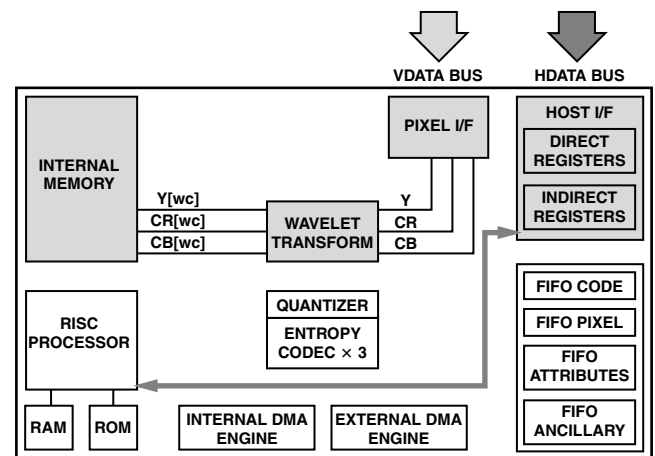 VDATA BUS
HDATA BUS
INTERNAL
MEMORY
PIXEL I/F
HOST I/F
DIRECT
REGISTERS
INDIRECT
REGISTERS
Y[wc]
CR[wc]
CB[wc]
WAVELET
TRANSFORM
Y
CR
CB
RISC
PROCESSOR
RAM
ROM
QUANTIZER
ENTROPY
CODEC × 3
INTERNAL DMA
ENGINE
EXTERNAL DMA
ENGINE
FIFO CODE
FIFO PIXEL
FIFO
ATTRIBUTES
FIFO
ANCILLARY